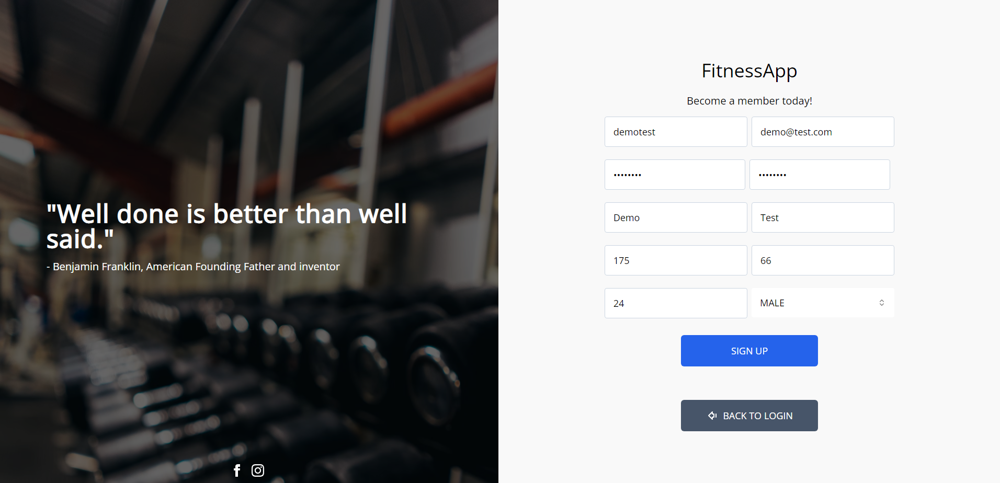 "Well done is better than well
said."
- Benjamin Franklin, American Founding Father and inventor
FitnessApp
Become a member today!
demotest
demo@test.com
••••••••
••••••••
Demo
Test
175
66
24
MALE
SIGN UP
BACK TO LOGIN